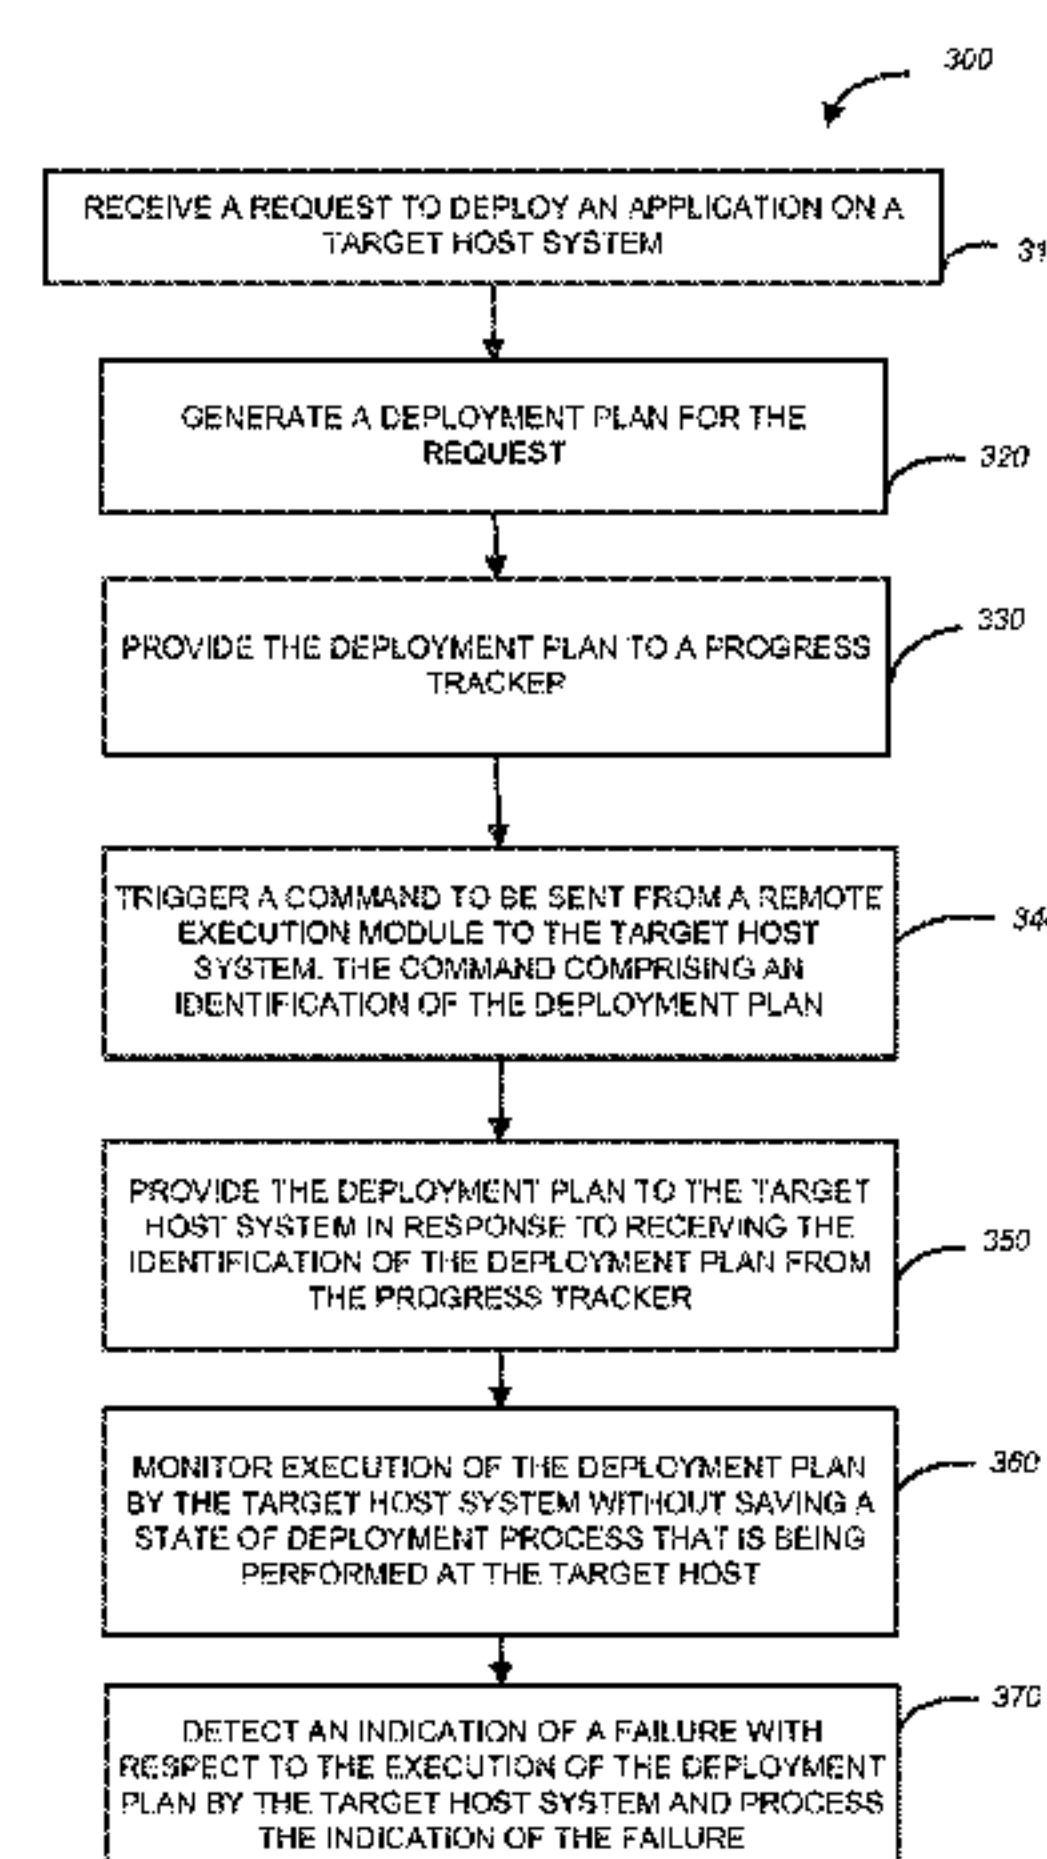 300
RECEIVE A REQUEST TO DEPLOY AN APPLICATION ON A
TARGET HOST SYSTEM
GENERATE A DEPLOYMENT PLAN FOR THE
REQUEST
320
330
PROVIDE THE DEPLOYMENT PLAN TO A PROGRESS
TRACKER
TRIGGER A COMMAND TO BE SENT FROM A REMOTE
EXECUTION MODULE TO THE TARGET HOST
SYSTEM, THE COMMAND COMPRISING AN
IDENTIFICATION OF THE DEPLOYMENT PLAN
PROVIDE THE DEPLOYMENT PLAN TO THE TARGET
HOST SYSTEM IN RESPONSE TO RECEIVING THE
IDENTIFICATION OF THE DEPLOYMENT PLAN FROM
THE PROGRESS TRACKER
350
360
MONITOR EXECUTION OF THE DEPLOYMENT PLAN
BY THE TARGET HOST SYSTEM WITHOUT SAVING A
STATE OF DEPLOYMENT PROCESS THAT IS BEING
PERFORMED AT THE TARGET HOST
370
DETECT AN INDICATION OF A FAILURE WITH
RESPECT TO THE EXECUTION OF THE DEPLOYMENT
PLAN BY THE TARGET HOST SYSTEM AND PROCESS
THE INDICATION OF THE FAILURE